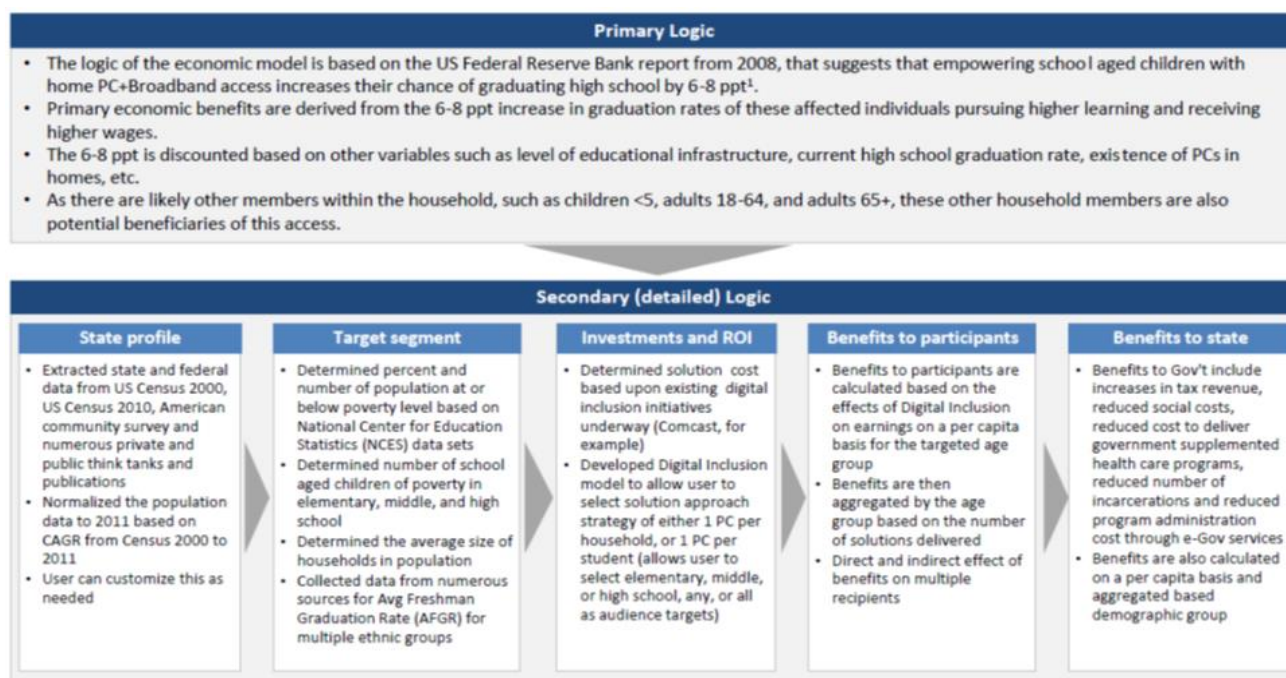 Primary Logic
• The logic of the economic model is based on the US Federal Reserve Bank report from 2008, that suggests that empowering school aged children with
home PC+Broadband access increases their chance of graduating high school by 6-8 ppt¹.
• Primary economic benefits are derived from the 6-8 ppt increase in graduation rates of these affected individuals pursuing higher learning and receiving
higher wages.
• The 6-8 ppt is discounted based on other variables such as level of educational infrastructure, current high school graduation rate, existence of PCs in
homes, etc.
• As there are likely other members within the household, such as children <5, adults 18-64, and adults 65+, these other household members are also
potential beneficiaries of this access.
Secondary (detailed) Logic
State profile
• Extracted state and federal
data from US Census 2000,
US Census 2010, American
community survey and
numerous private and
public think tanks and
publications
• Normalized the population
data to 2011 based on
CAGR from Census 2000 to
2011
• User can customize this as
needed
Target segment
• Determined percent and
number of population at or
below poverty level based on
National Center for Education
Statistics (NCES) data sets
• Determined number of school
aged children of poverty in
elementary, middle, and high
school
• Determined the average size of
households in population
• Collected data from numerous
sources for Avg Freshman
Graduation Rate (AFGR) for
multiple ethnic groups
Investments and ROI
• Determined solution cost
based upon existing digital
inclusion initiatives
underway (Comcast, for
example)
• Developed Digital Inclusion
model to allow user to
select solution approach
strategy of either 1 PC per
household, or 1 PC per
student (allows user to
select elementary, middle,
or high school, any, or all
as audience targets)
Benefits to participants
• Benefits to participants are
calculated based on the
effects of Digital Inclusion
on earnings on a per capita
basis for the targeted age
group
• Benefits are then
aggregated by the age
group based on the number
of solutions delivered
• Direct and indirect effect of
benefits on multiple
recipients
Benefits to state
• Benefits to Gov't include
increases in tax revenue,
reduced social costs,
reduced cost to deliver
government supplemented
health care programs,
reduced number of
incarcerations and reduced
program administration
cost through e-Gov services
• Benefits are also calculated
on a per capita basis and
aggregated based
demographic group